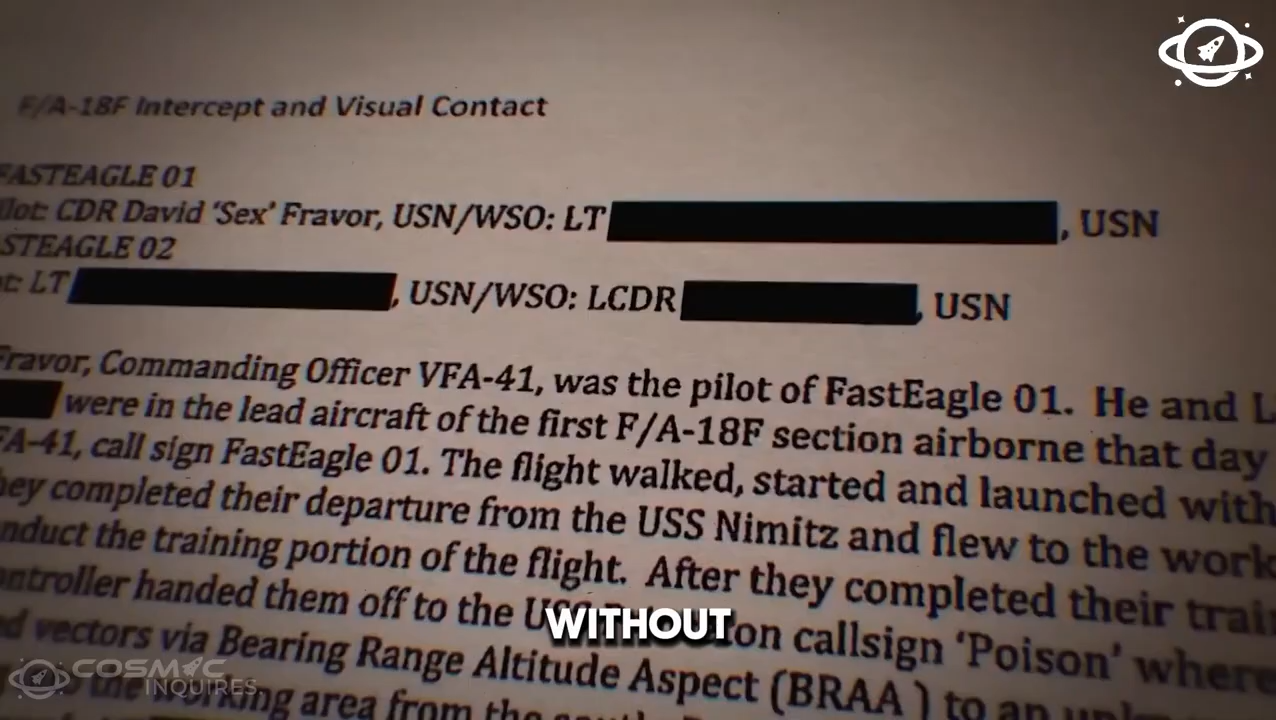 F/A-18F Intercept and Visual Contact
FASTEAGLE 01
CDR David 'Sex' Fravor, USN/WSO: LT , USN
STEAGLE 02
LT , USN/WSO: LCDR , USN
Fravor, Commanding Officer VFA-41, was the pilot of FastEagle 01. He and L
were in the lead aircraft of the first F/A-18F section airborne that day
FA-41, call sign FastEagle 01. The flight walked, started and launched with
hey completed their departure from the USS Nimitz and flew to the work
nduct the training portion of the flight. After they completed their trai
ontroller handed them off to the on callsign 'Poison' where
WITHOUT
ed vectors via Bearing Range Altitude Aspect (BRAA ) to an
the working area from the
COSMIC
INQUIRES.